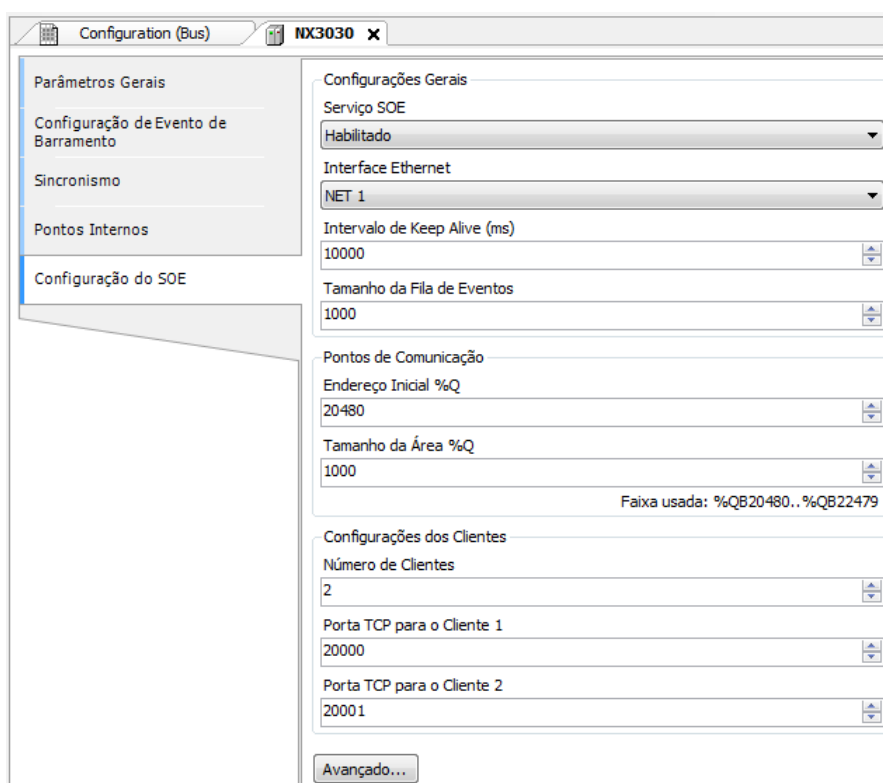 Configuration (Bus)
NX3030
Parâmetros Gerais
Configuração de Evento de
Barramento
Sincronismo
Pontos Internos
Configuração do SOE
Configurações Gerais
Serviço SOE
Habilitado
Interface Ethernet
NET 1
Intervalo de Keep Alive (ms)
10000
Tamanho da Fila de Eventos
1000
Pontos de Comunicação
Endereço Inicial %Q
20480
Tamanho da Área %Q
1000
Faixa usada: %QB20480..%QB22479
Configurações dos Clientes
Número de Clientes
2
Porta TCP para o Cliente 1
20000
Porta TCP para o Cliente 2
20001
Avançado...